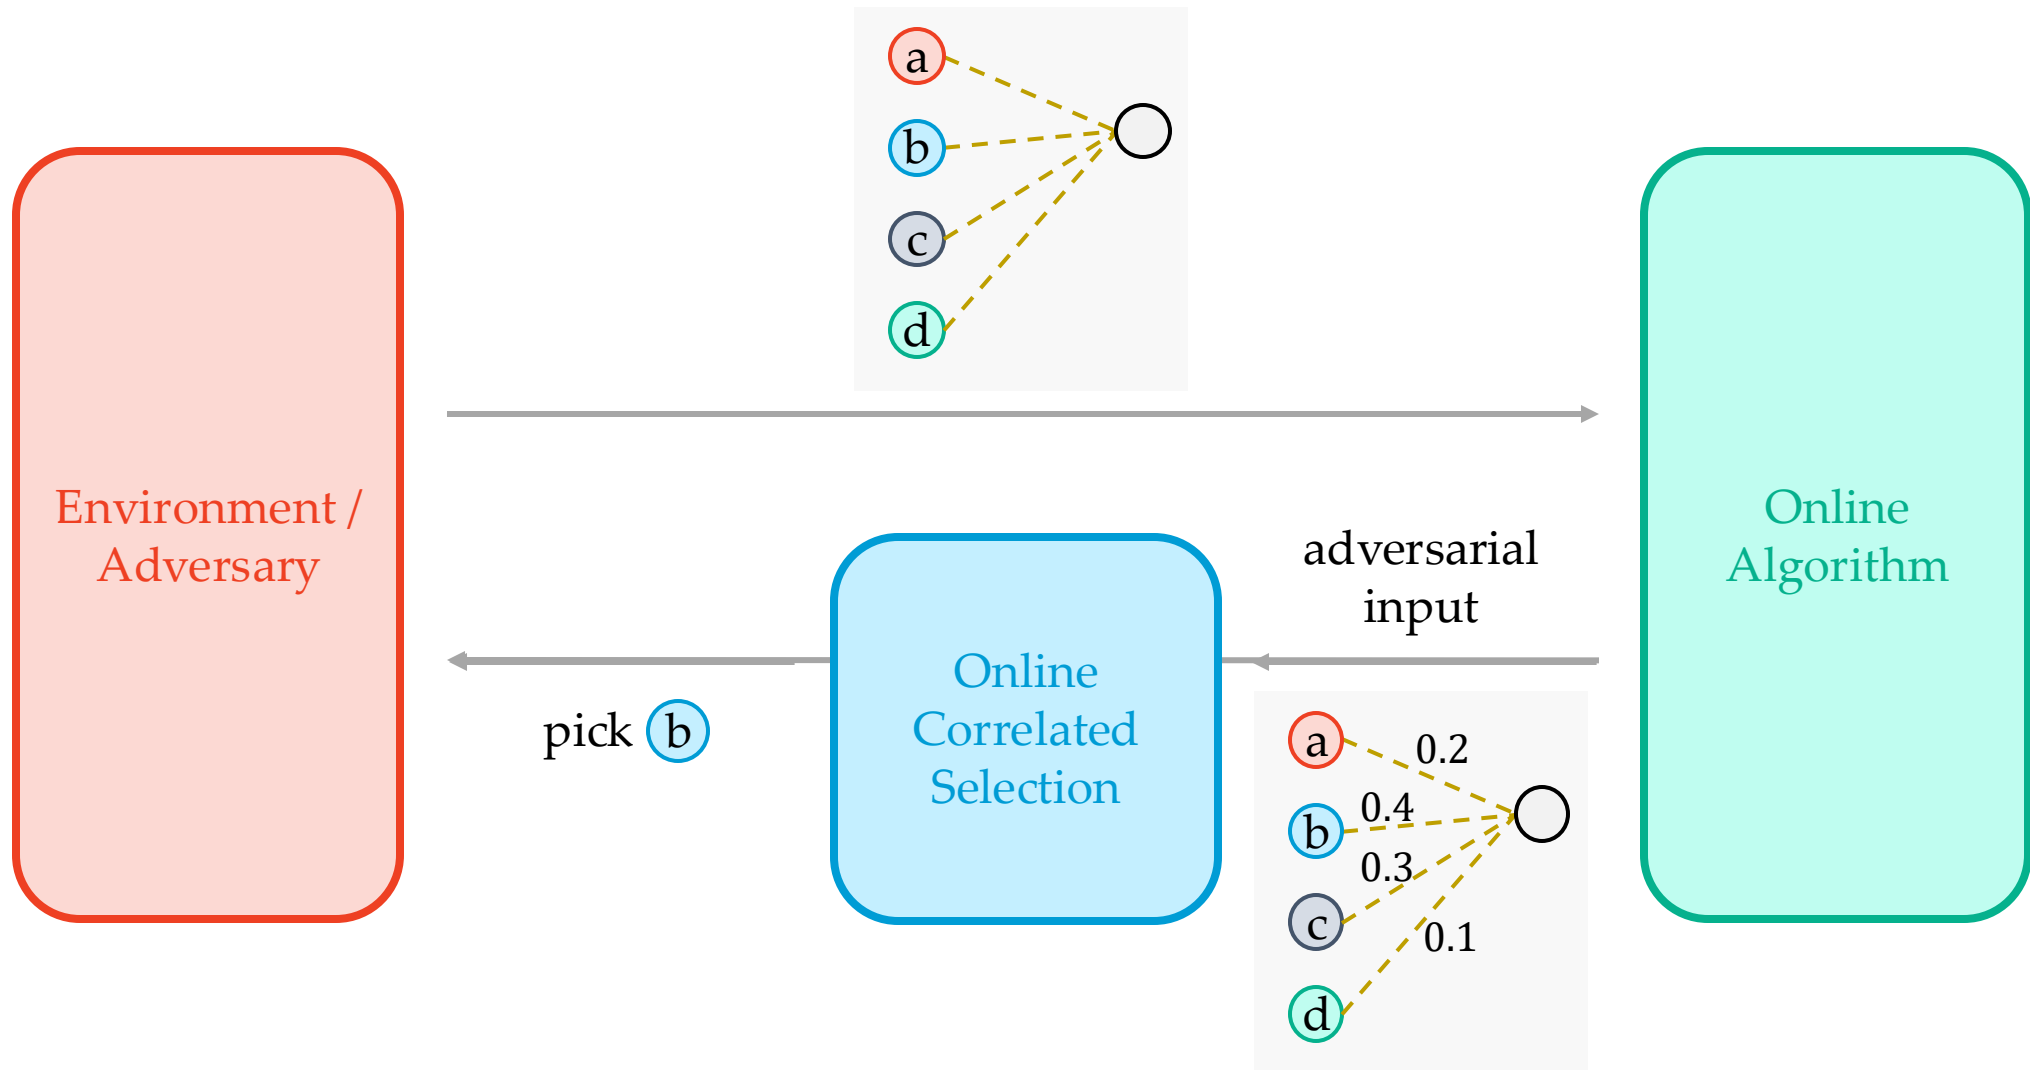 a
b
c
d
Environment /
Adversary
Online
Algorithm
adversarial
input
Online
Correlated
Selection
pick b
a
0.2
b
0.4
0.3
c
0.1
d